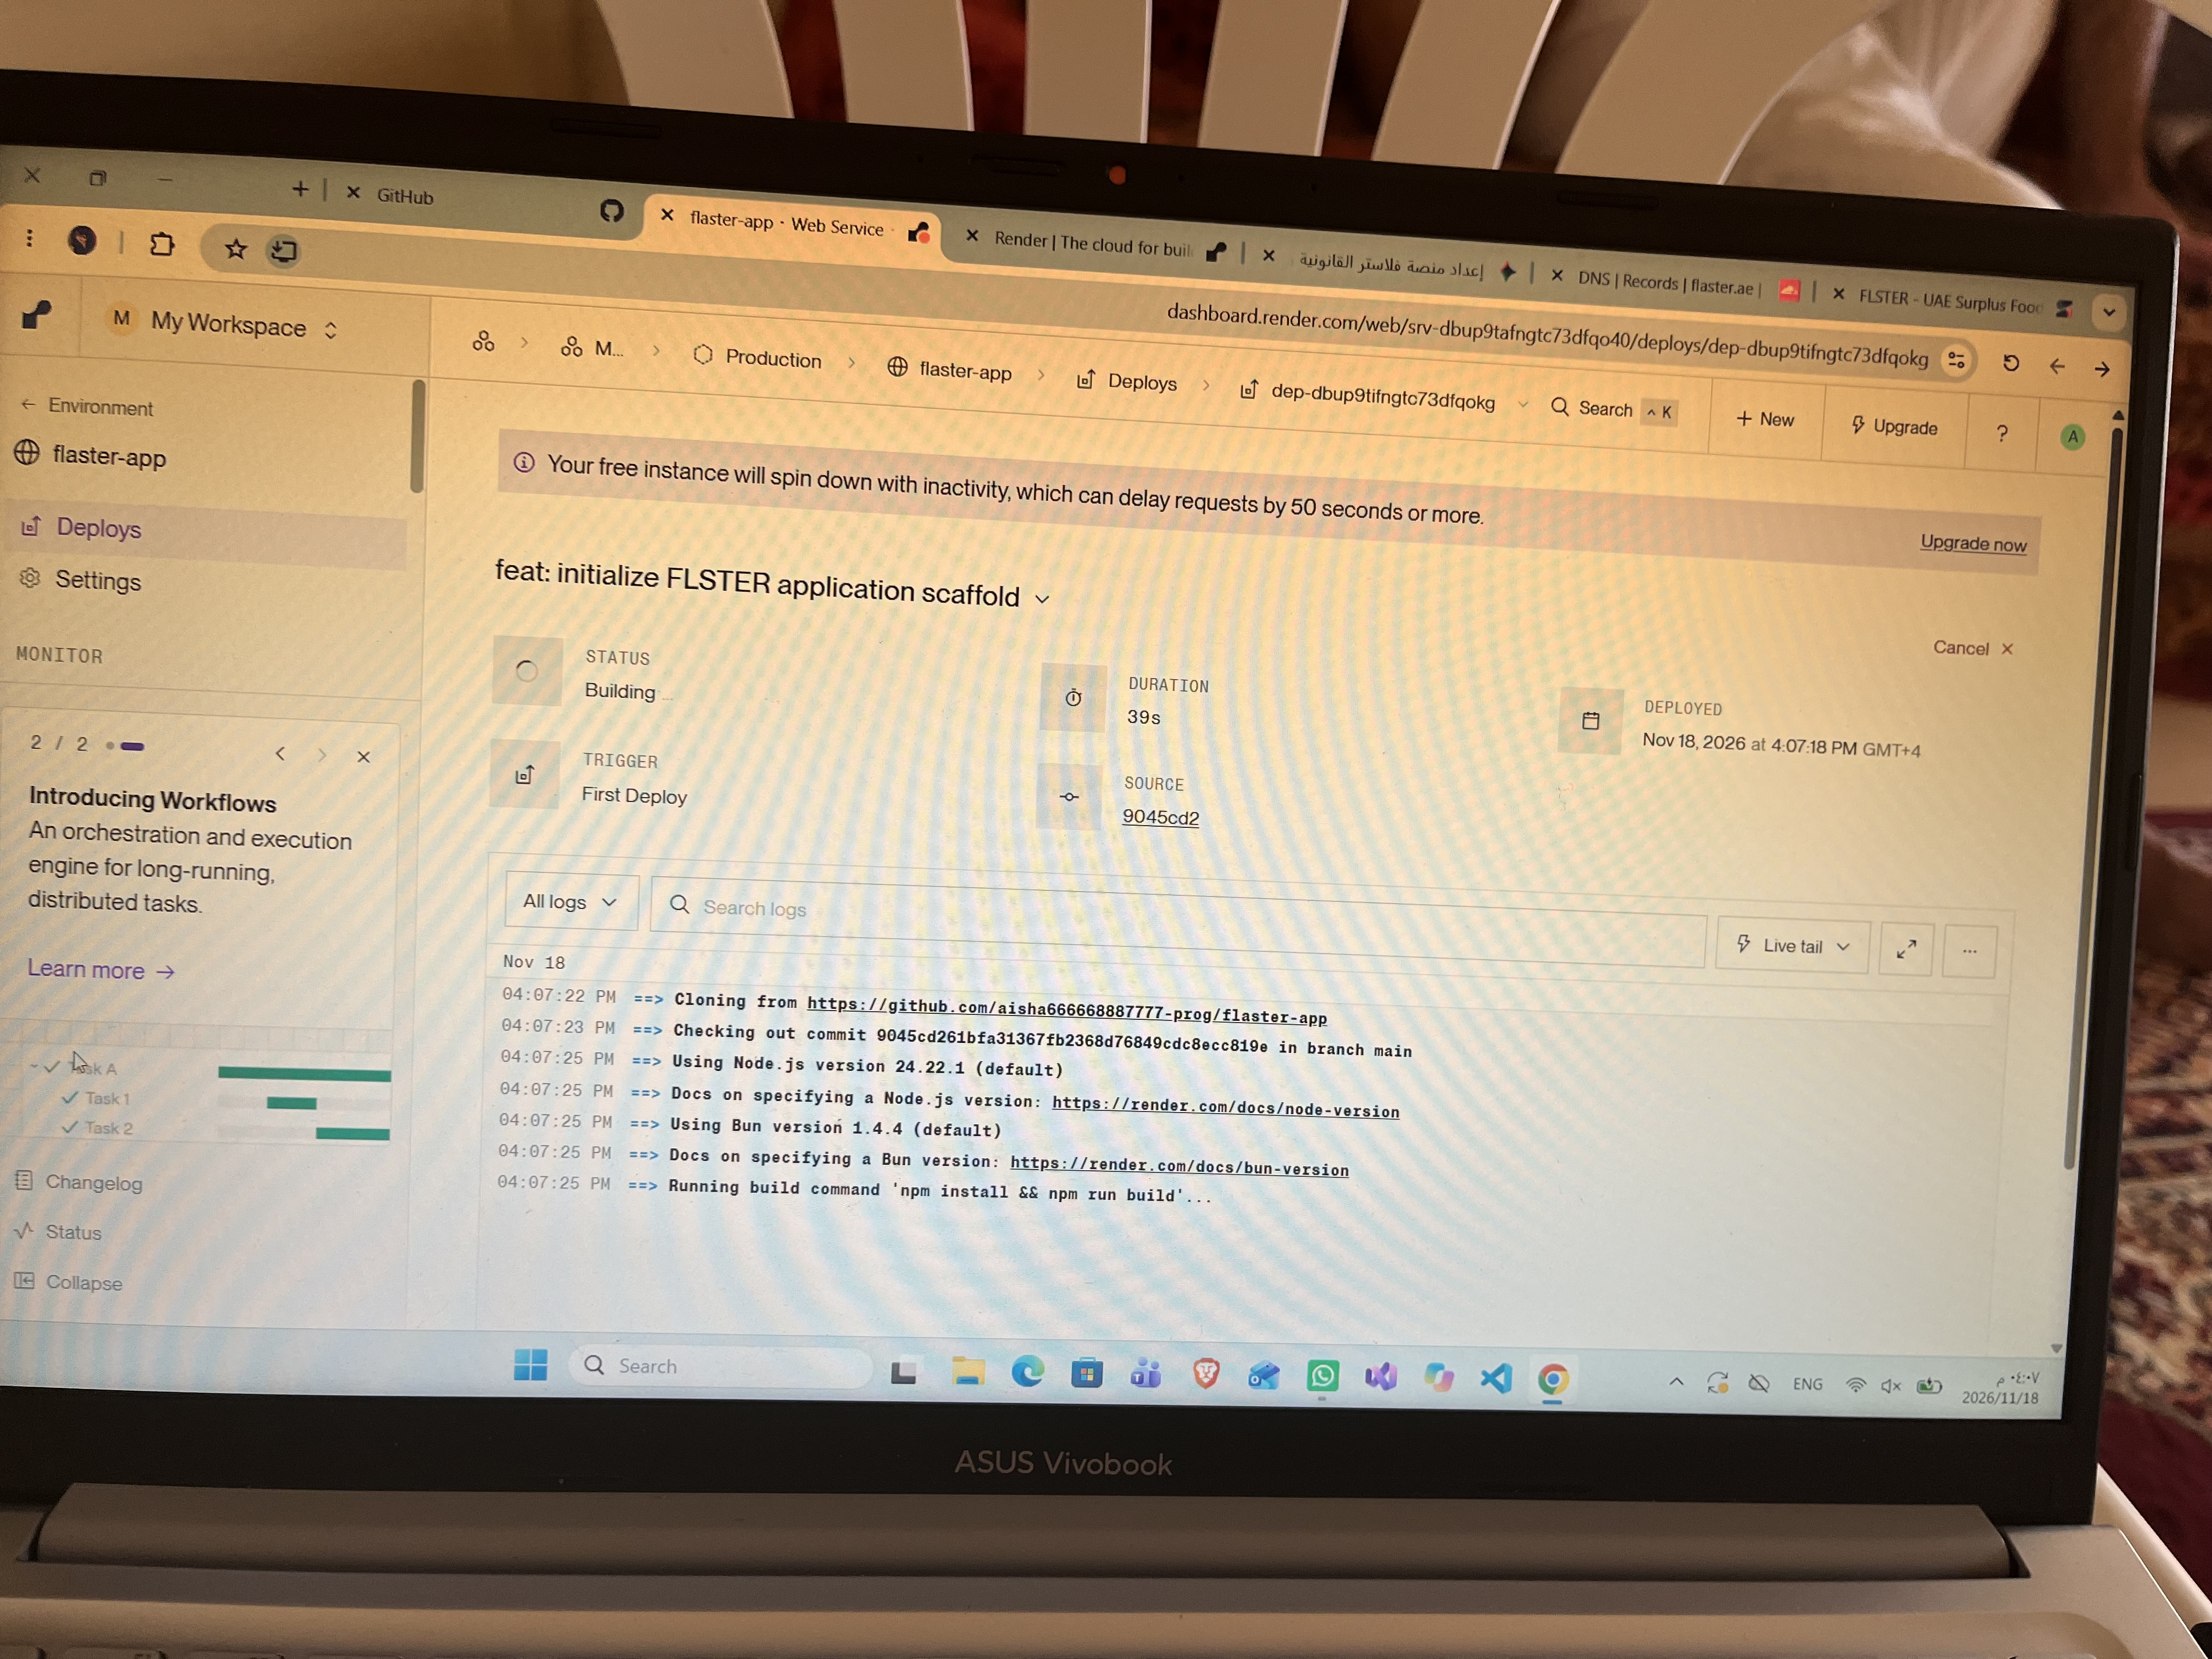 GitHub
flaster-app · Web Service
Render | The cloud for buil
إعداد منصة فلاستر القانونية
DNS | Records | flaster.ae |
FLSTER - UAE Surplus Food
dashboard.render.com/web/srv-dbup9tafngtc73dfqo40/deploys/dep-dbup9tifngtc73dfqokg
M My Workspace
M...
Production
flaster-app
Deploys
dep-dbup9tifngtc73dfqokg
Search ^ K
+ New
Upgrade
?
A
← Environment
flaster-app
Deploys
Settings
MONITOR
2 / 2
Introducing Workflows
An orchestration and execution
engine for long-running,
distributed tasks.
Learn more →
Task 1
Task 2
Changelog
Status
Collapse
Your free instance will spin down with inactivity, which can delay requests by 50 seconds or more.
Upgrade now
feat: initialize FLSTER application scaffold
Cancel ×
STATUS
Building
DURATION
39s
DEPLOYED
Nov 18, 2026 at 4:07:18 PM GMT+4
TRIGGER
First Deploy
SOURCE
9045cd2
All logs
Search logs
Live tail
...
Nov 18
04:07:22 PM ==> Cloning from https://github.com/aisha666668887777-prog/flaster-app
04:07:23 PM ==> Checking out commit 9045cd261bfa31367fb2368d76849cdc8ecc819e in branch main
04:07:25 PM ==> Using Node.js version 24.22.1 (default)
04:07:25 PM ==> Docs on specifying a Node.js version: https://render.com/docs/node-version
04:07:25 PM ==> Using Bun version 1.4.4 (default)
04:07:25 PM ==> Docs on specifying a Bun version: https://render.com/docs/bun-version
04:07:25 PM ==> Running build command 'npm install && npm run build'...
Search
ENG
٠٤:٠٧ م
2026/11/18
ASUS Vivobook